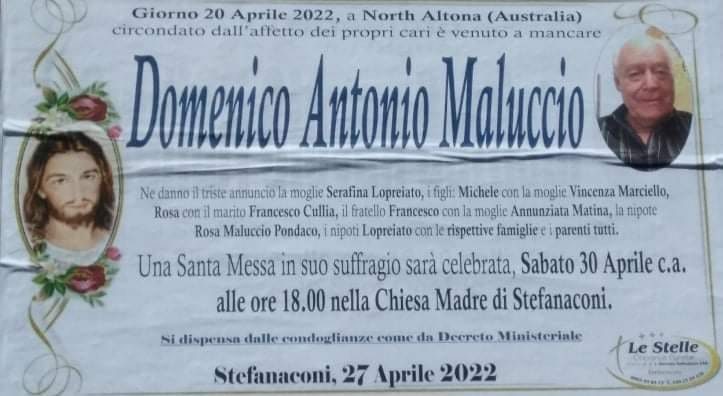 Giorno 20 Aprile 2022, a North Altona (Australia)
circondato dall'affetto dei propri cari è venuto a mancare
Domenico Antonio Maluccio
Ne danno il triste annuncio la moglie Serafina Lopreiato, i figli: Michele con la moglie Vincenza Marciello,
Rosa con il marito Francesco Cullia, il fratello Francesco con la moglie Annunziata Matina, la nipote
Rosa Maluccio Pondaco, i nipoti Lopreiato con le rispettive famiglie e i parenti tutti.
Una Santa Messa in suo suffragio sarà celebrata, Sabato 30 Aprile c.a.
alle ore 18.00 nella Chiesa Madre di Stefanaconi.
Si dispensa dalle condoglianze come da Decreto Ministeriale
Stefanaconi, 27 Aprile 2022
Le Stelle